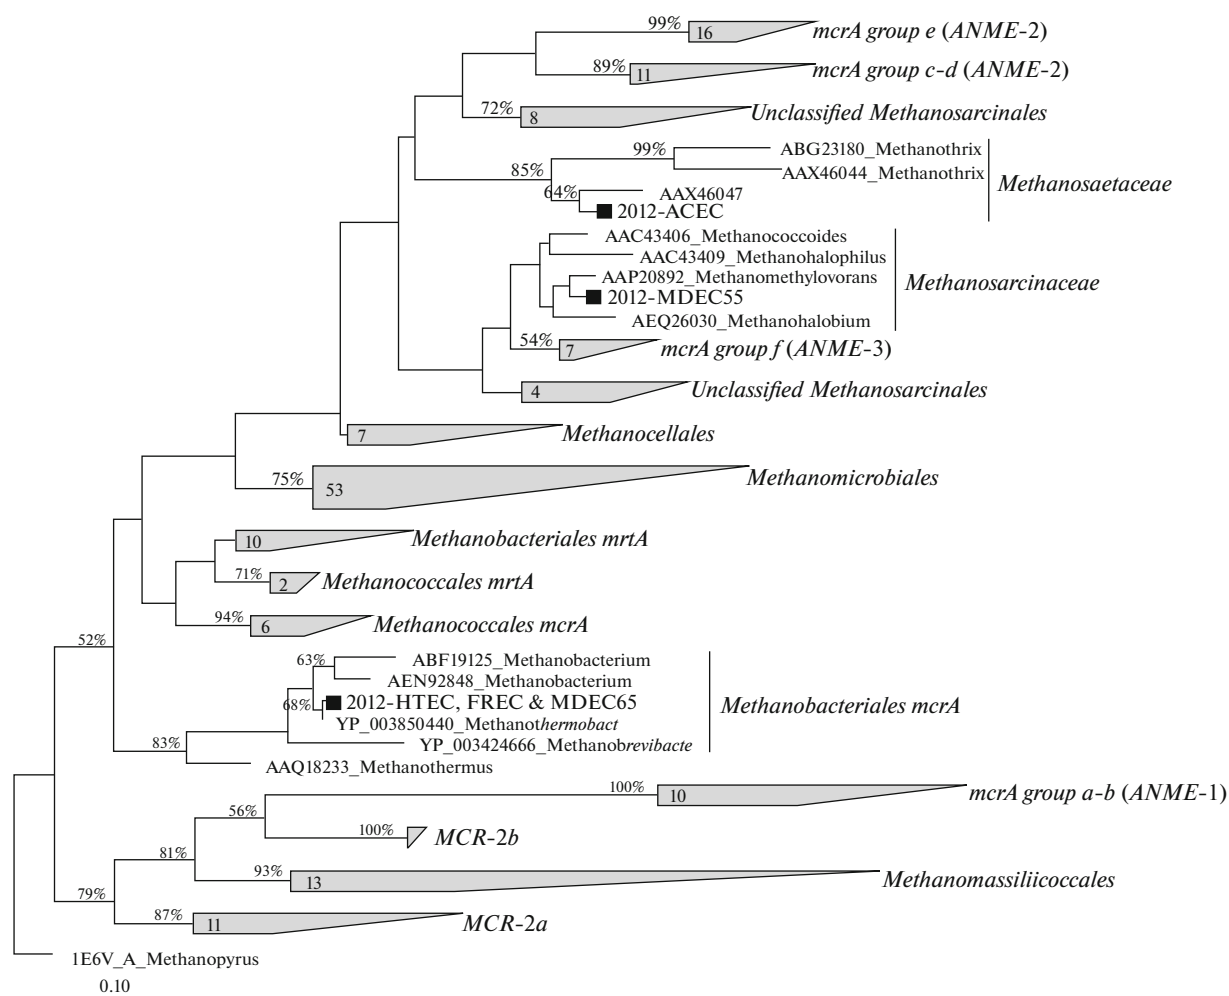 99%
16
mcrA group e (ANME-2)
89%
11
mcrA group c-d (ANME-2)
72%
8
Unclassified Methanosarcinales
99%
ABG23180_Methanothrix
85%
AAX46044_Methanothrix
Methanosaetaceae
64%
AAX46047
2012-ACEC
AAC43406_Methanococcoides
AAC43409_Methanohalophilus
AAP20892_Methanomethylovorans
Methanosarcinaceae
2012-MDEC55
AEQ26030_Methanohalobium
54%
7
mcrA group f (ANME-3)
4
Unclassified Methanosarcinales
7
Methanocellales
75%
53
Methanomicrobiales
10
Methanobacteriales mrtA
71%
2
Methanococcales mrtA
94%
6
Methanococcales mcrA
52%
63%
ABF19125_Methanobacterium
AEN92848_Methanobacterium
68%
2012-HTEC, FREC & MDEC65
Methanobacteriales mcrA
YP_003850440_Methanothermobact
83%
YP_003424666_Methanobrevibacte
AAQ18233_Methanothermus
100%
10
mcrA group a-b (ANME-1)
56%
100%
MCR-2b
81%
93%
13
Methanomassiliicoccales
79%
87%
11
MCR-2a
1E6V_A_Methanopyrus
0.10